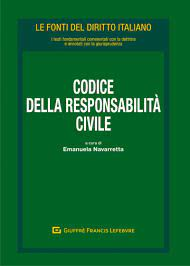 LE FONTI DEL DIRITTO ITALIANO
I testi fondamentali commentati con la dottrina
e annotati con la giurisprudenza
CODICE
DELLA RESPONSABILITÀ
CIVILE
a cura di
Emanuela Navarretta
GIUFFRÈ FRANCIS LEFEBVRE